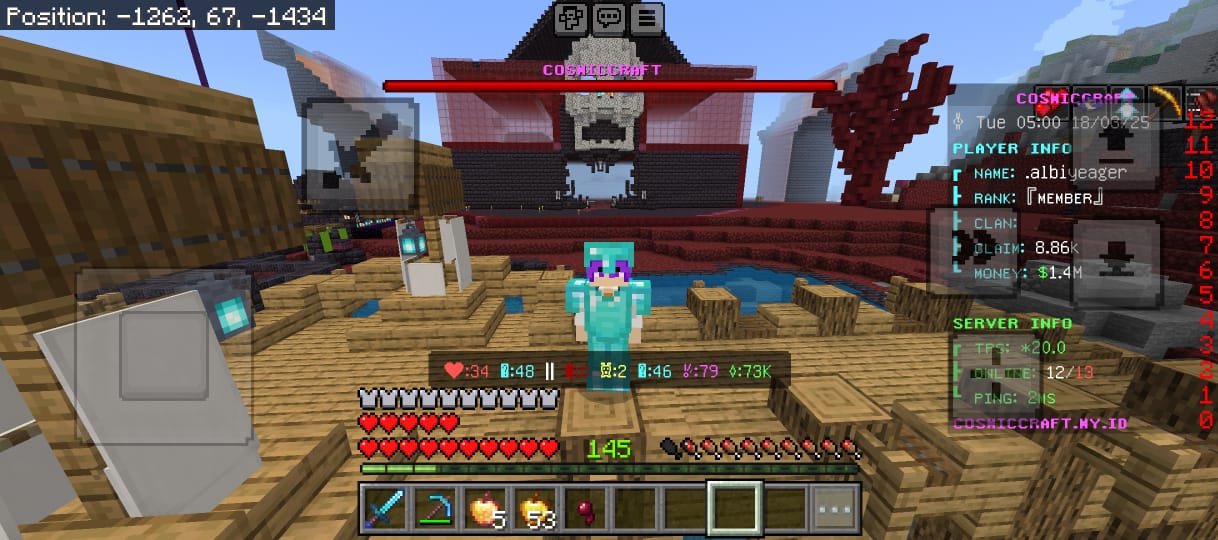 Position: -1262, 67, -1434
COSMICCRAFT
COSMICCRAFT
Tue 05:00 18/03/25
PLAYER INFO
NAME: .albiyeager
RANK: 『MEMBER』
CLAN:
CLAIM: 8.86K
MONEY: $1.4M
SERVER INFO
TPS: *20.0
ONLINE: 12/13
PING: 2MS
COSMICCRAFT.MY.ID
12
11
10
9
8
7
6
5
4
3
2
1
0
:34 :48 :2 :46 :79 :73K
145
5 53